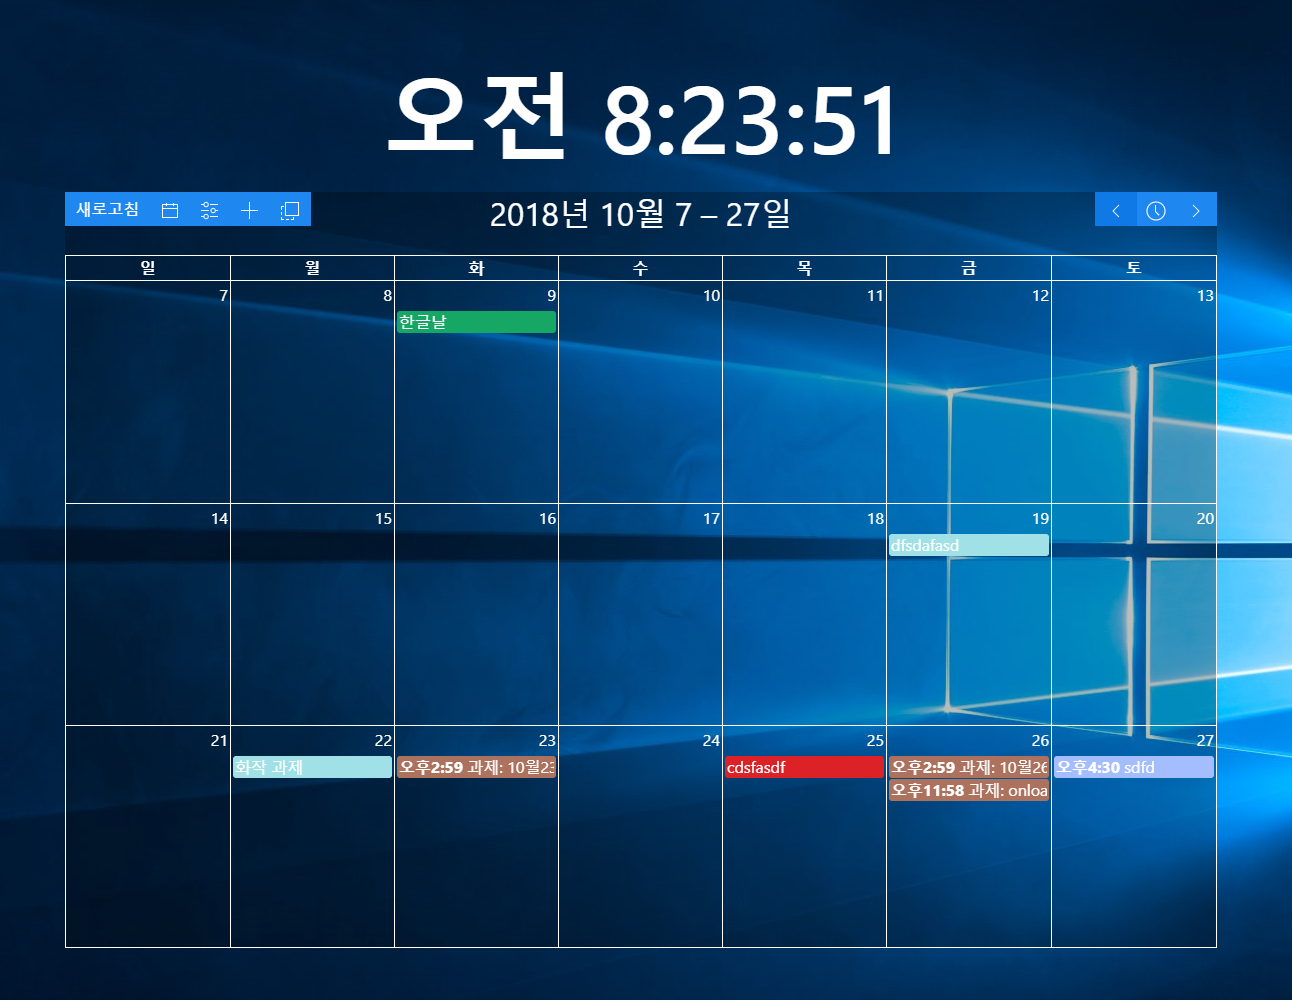 오전 8:23:51
새로고침
2018년 10월 7 – 27일
일 월 화 수 목 금 토
7 8 9 10 11 12 13
한글날
14 15 16 17 18 19 20
dfsdafasd
21 22 23 24 25 26 27
화작 과제 오후2:59 과제: 10월23 cdsfasdf 오후2:59 과제: 10월26 오후4:30 sdfd
오후11:58 과제: onloa